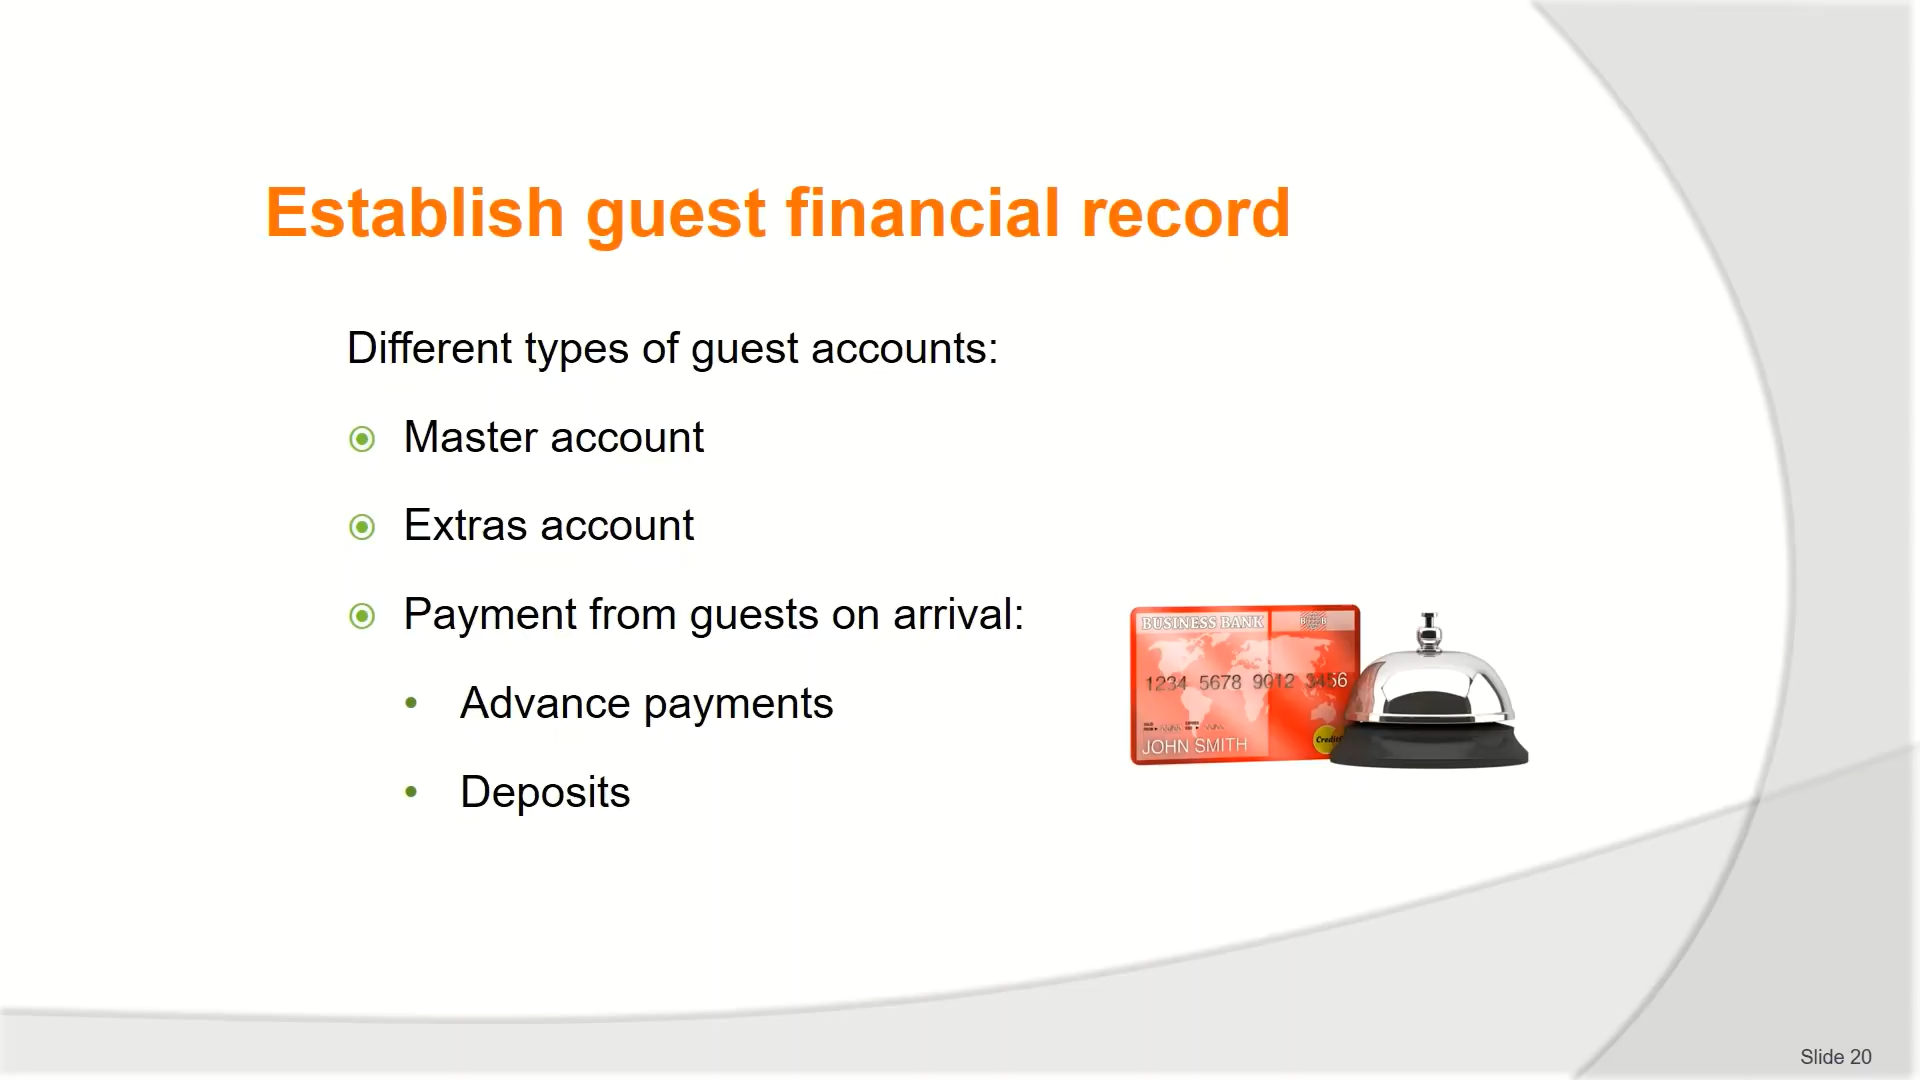 Establish guest financial record
Different types of guest accounts:
Master account
Extras account
Payment from guests on arrival:
• Advance payments
• Deposits
BUSINESS BANK
1234 5678 9012 3456
JOHN SMITH
Credit
Slide 20